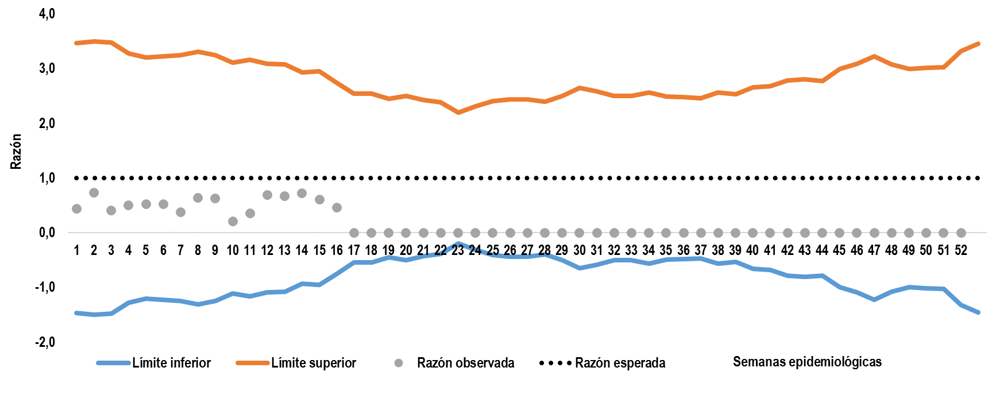 4,0
3,0
2,0
1,0
0,0
-1,0
-2,0
Razón
1 2 3 4 5 6 7 8 9 10 11 12 13 14 15 16 17 18 19 20 21 22 23 24 25 26 27 28 29 30 31 32 33 34 35 36 37 38 39 40 41 42 43 44 45 46 47 48 49 50 51 52
Límite inferior Límite superior Razón observada Razón esperada Semanas epidemiológicas